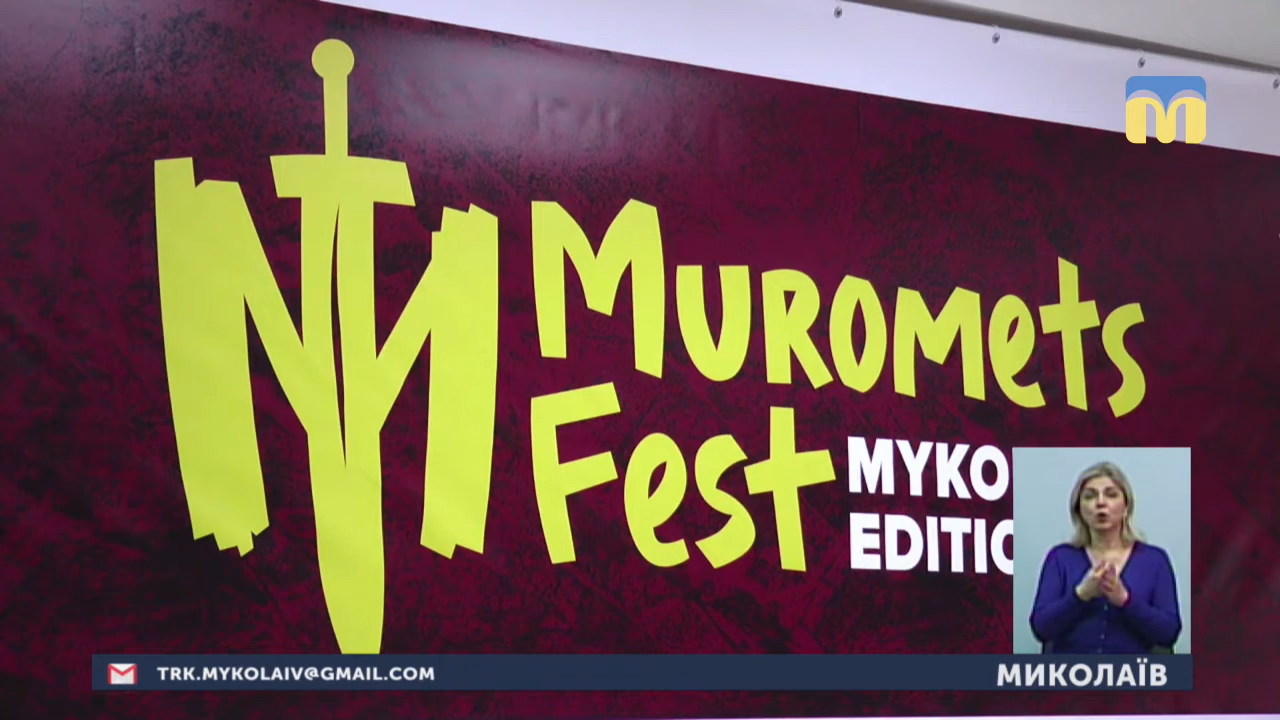 Muromets
Fest
MYKO
EDITIO
TRK.MYKOLAIV@GMAIL.COM
МИКОЛАЇВ